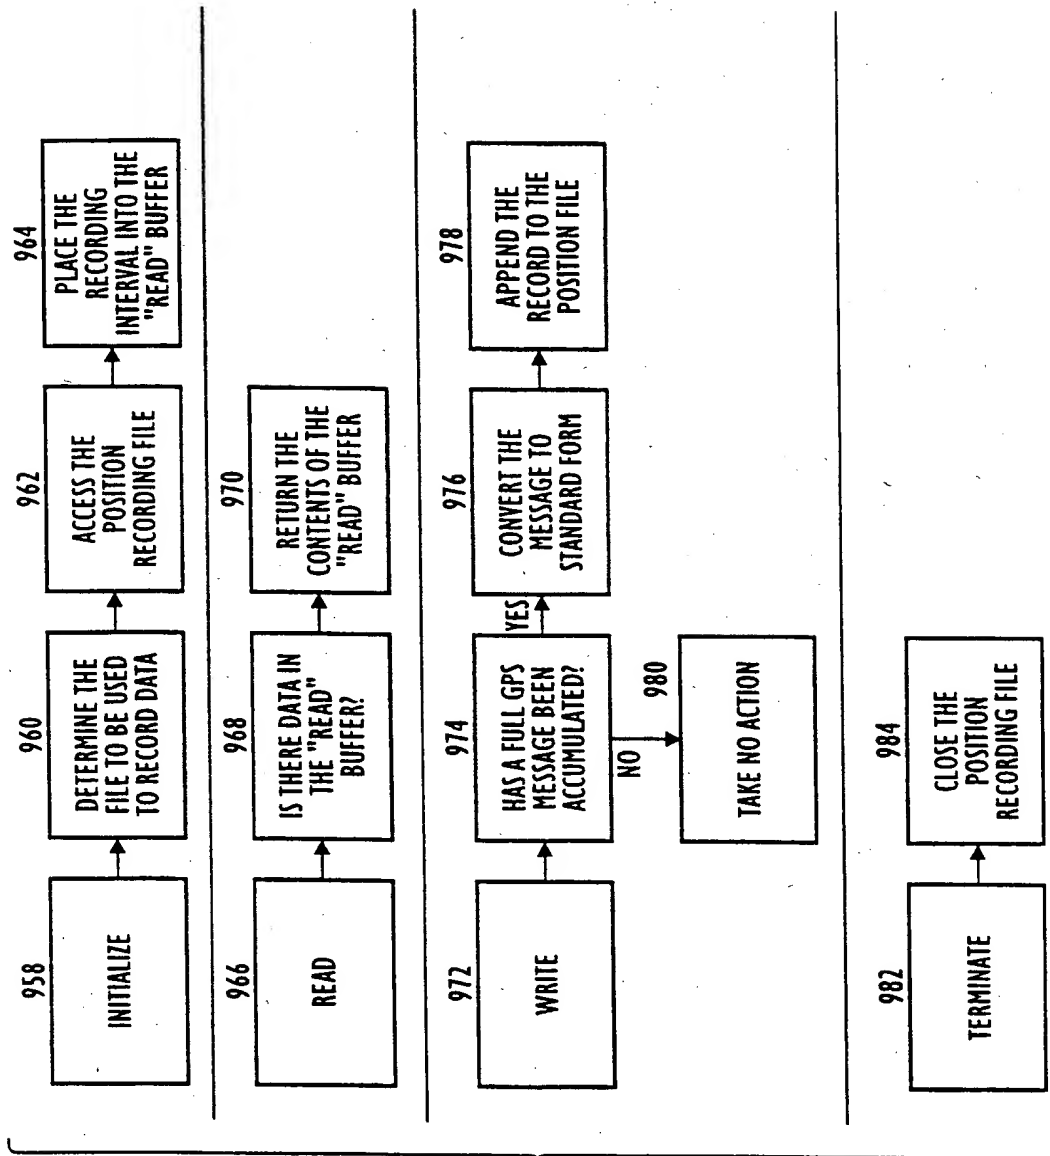 958
INITIALIZE
960
DETERMINE THE
FILE TO BE USED
TO RECORD DATA
962
ACCESS THE
POSITION
RECORDING FILE
964
PLACE THE
RECORDING
INTERVAL INTO THE
"READ" BUFFER
966
READ
968
IS THERE DATA IN
THE "READ"
BUFFER?
970
RETURN THE
CONTENTS OF THE
"READ" BUFFER
972
WRITE
974
HAS A FULL GPS
MESSAGE BEEN
ACCUMULATED?
YES
976
CONVERT THE
MESSAGE TO
STANDARD FORM
978
APPEND THE
RECORD TO THE
POSITION FILE
NO
980
TAKE NO ACTION
982
TERMINATE
984
CLOSE THE
POSITION
RECORDING FILE